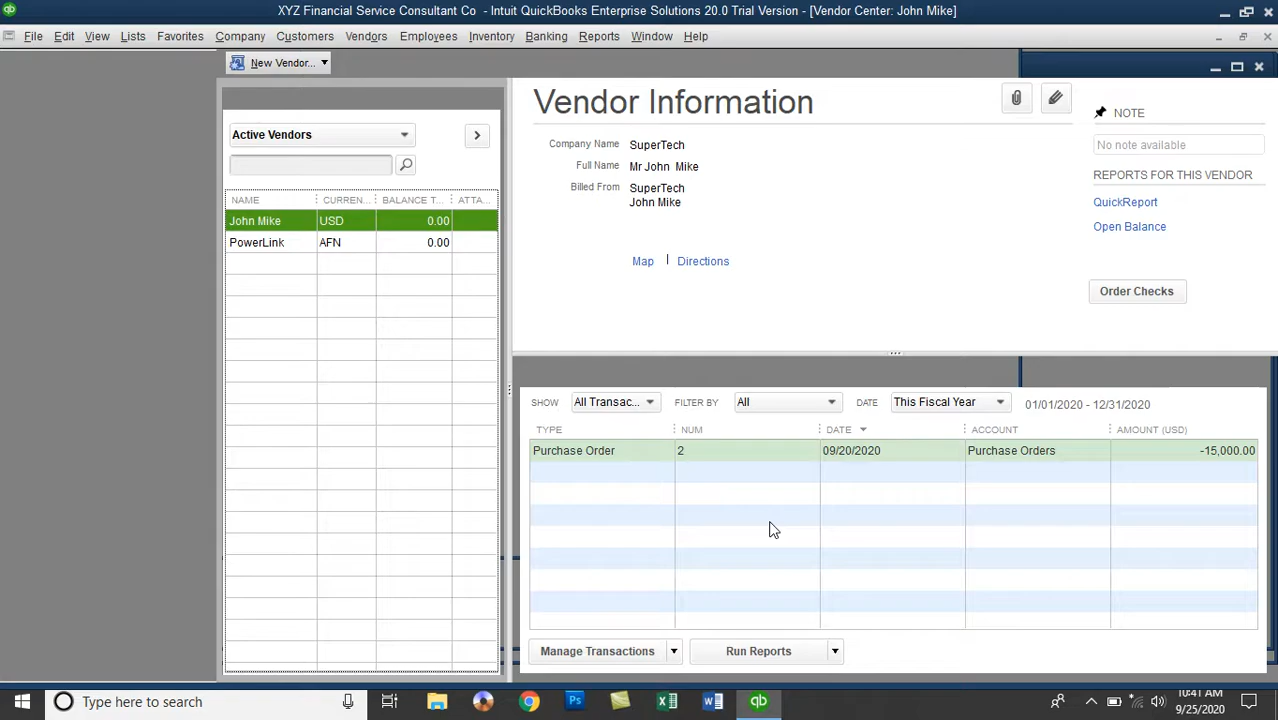 XYZ Financial Service Consultant Co - Intuit QuickBooks Enterprise Solutions 20.0 Trial Version - [Vendor Center: John Mike]
File Edit View Lists Favorites Company Customers Vendors Employees Inventory Banking Reports Window Help
New Vendor...
Active Vendors
NAME CURREN... BALANCE T... ATTA...
John Mike USD 0.00
PowerLink AFN 0.00
Vendor Information
Company Name SuperTech
Full Name Mr John Mike
Billed From SuperTech
John Mike
Map Directions
NOTE
No note available
REPORTS FOR THIS VENDOR
QuickReport
Open Balance
Order Checks
SHOW All Transac... FILTER BY All DATE This Fiscal Year 01/01/2020 - 12/31/2020
TYPE NUM DATE ACCOUNT AMOUNT (USD)
Purchase Order 2 09/20/2020 Purchase Orders -15,000.00
Manage Transactions Run Reports
Type here to search
10:41 AM
9/25/2020